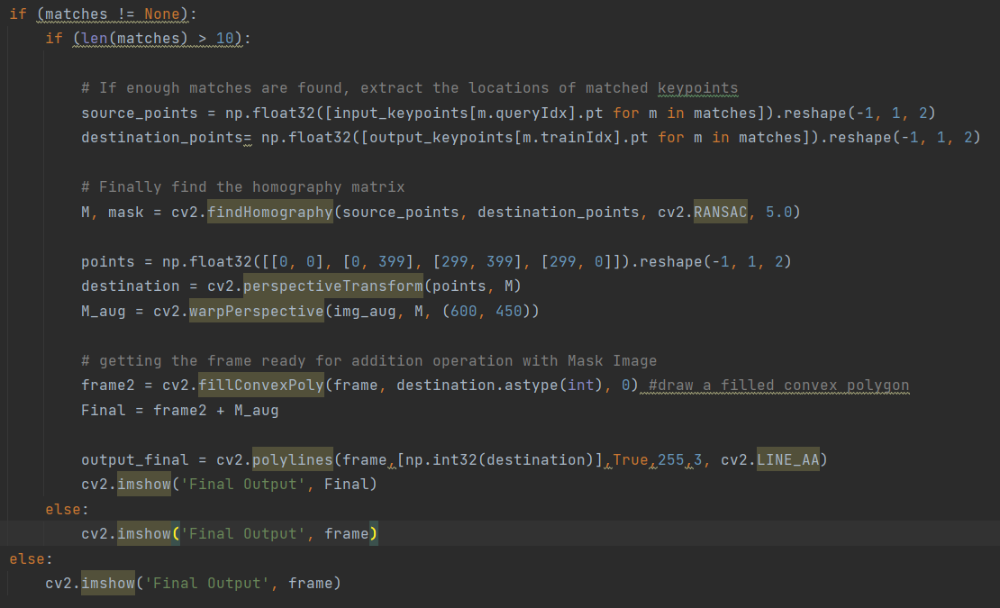 if (matches != None):
    if (len(matches) > 10):

        # If enough matches are found, extract the locations of matched keypoints
        source_points = np.float32([input_keypoints[m.queryIdx].pt for m in matches]).reshape(-1, 1, 2)
        destination_points= np.float32([output_keypoints[m.trainIdx].pt for m in matches]).reshape(-1, 1, 2)

        # Finally find the homography matrix
        M, mask = cv2.findHomography(source_points, destination_points, cv2.RANSAC, 5.0)

        points = np.float32([[0, 0], [0, 399], [299, 399], [299, 0]]).reshape(-1, 1, 2)
        destination = cv2.perspectiveTransform(points, M)
        M_aug = cv2.warpPerspective(img_aug, M, (600, 450))

        # getting the frame ready for addition operation with Mask Image
        frame2 = cv2.fillConvexPoly(frame, destination.astype(int), 0) #draw a filled convex polygon
        Final = frame2 + M_aug

        output_final = cv2.polylines(frame,[np.int32(destination)],True,255,3, cv2.LINE_AA)
        cv2.imshow('Final Output', Final)
    else:
        cv2.imshow('Final Output', frame)
else:
    cv2.imshow('Final Output', frame)